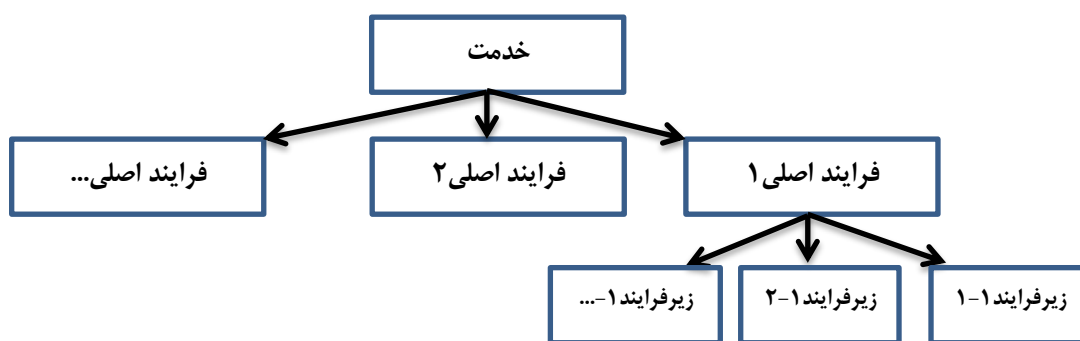 خدمت
فرایند اصلی۱
فرایند اصلی۲
فرایند اصلی...
زیرفرایند۱-۱
زیرفرایند۱-۲
زیرفرایند۱-...